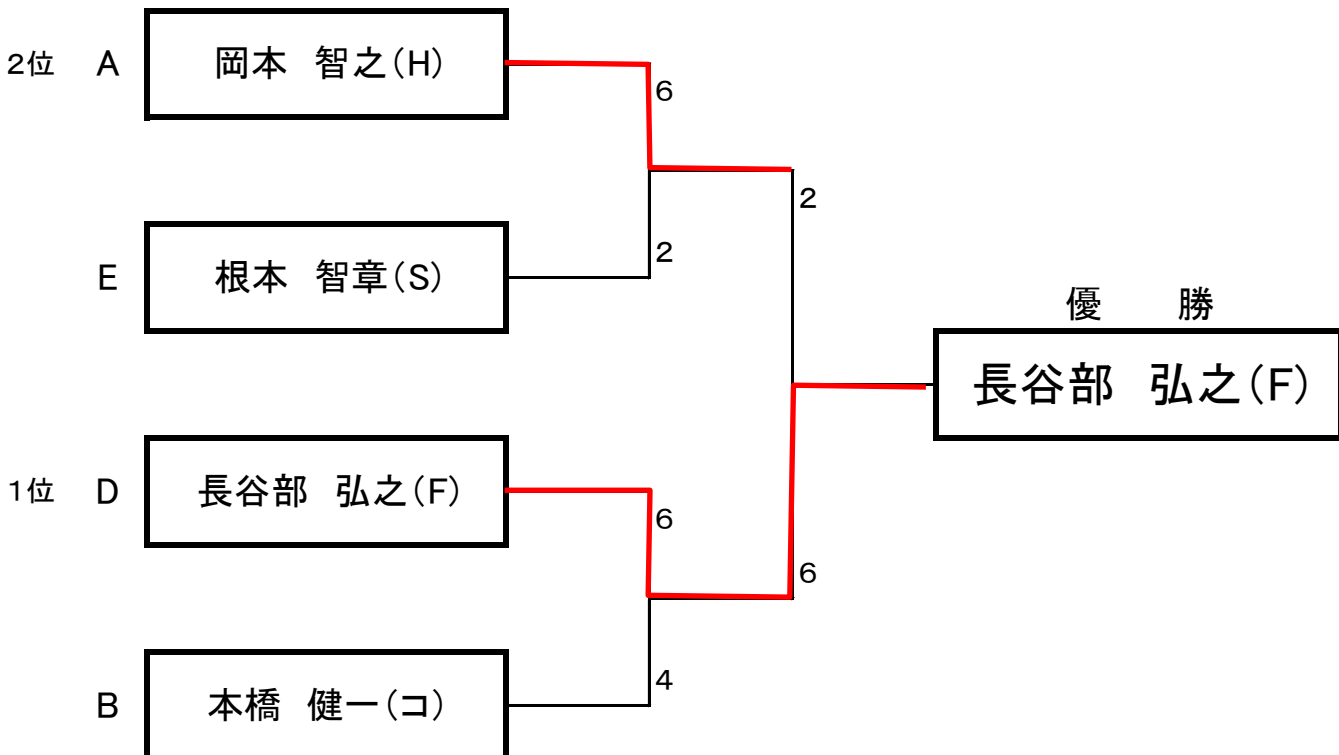 2位 A 岡本 智之(H)
6
2
2
E 根本 智章(S)
優 勝
長谷部 弘之(F)
1位 D 長谷部 弘之(F)
6
6
4
B 本橋 健一(コ)